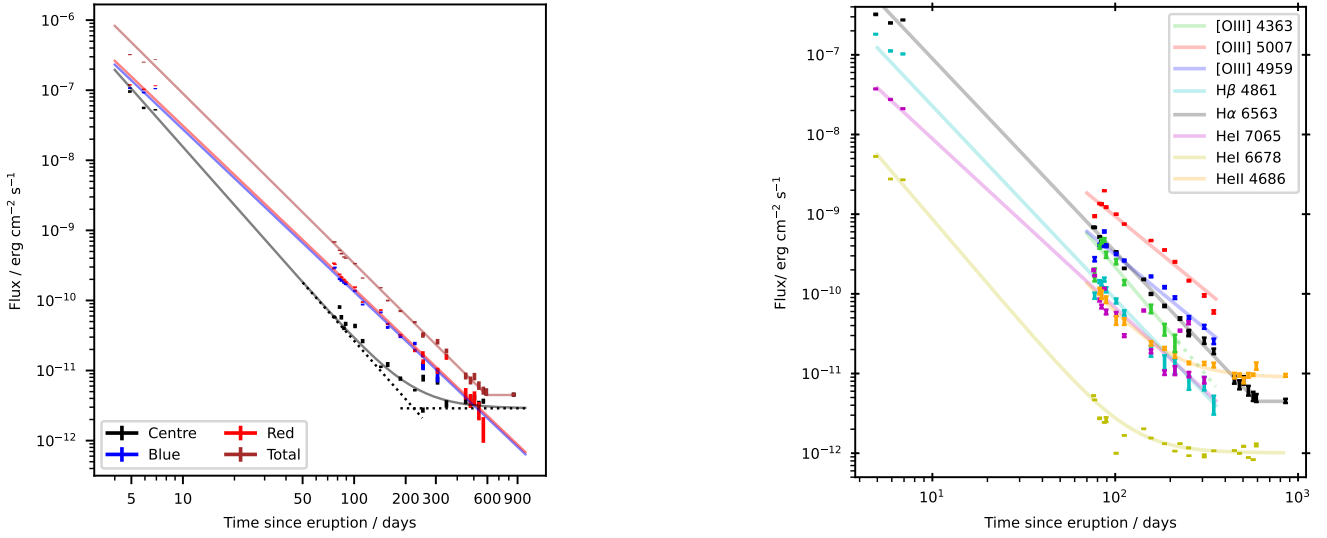 10⁻⁶
10⁻⁷
10⁻⁸
10⁻⁹
10⁻¹⁰
10⁻¹¹
10⁻¹²
Flux / erg cm⁻² s⁻¹
Centre
Blue
Red
Total
5 10 50 100 200 300 600 900
Time since eruption / days
10⁻⁷
10⁻⁸
10⁻⁹
10⁻¹⁰
10⁻¹¹
10⁻¹²
Flux/ erg cm⁻² s⁻¹
[OIII] 4363
[OIII] 5007
[OIII] 4959
Hβ 4861
Hα 6563
HeI 7065
HeI 6678
HeII 4686
10¹ 10² 10³
Time since eruption / days